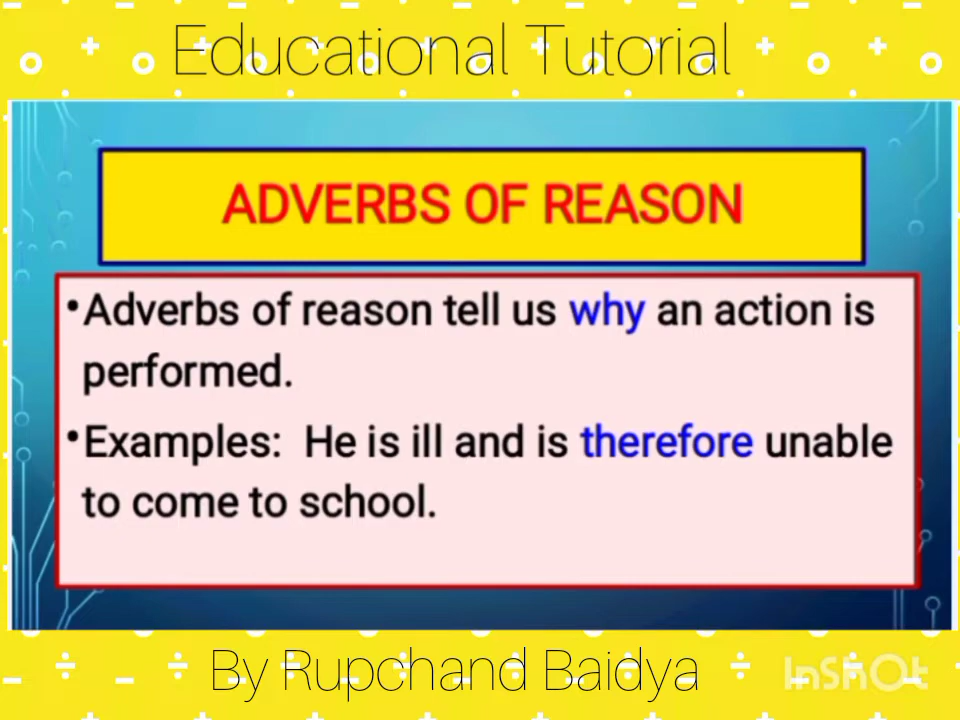 Educational Tutorial
ADVERBS OF REASON
•Adverbs of reason tell us why an action is
performed.
•Examples: He is ill and is therefore unable
to come to school.
By Rupchand Baidya
InShOt